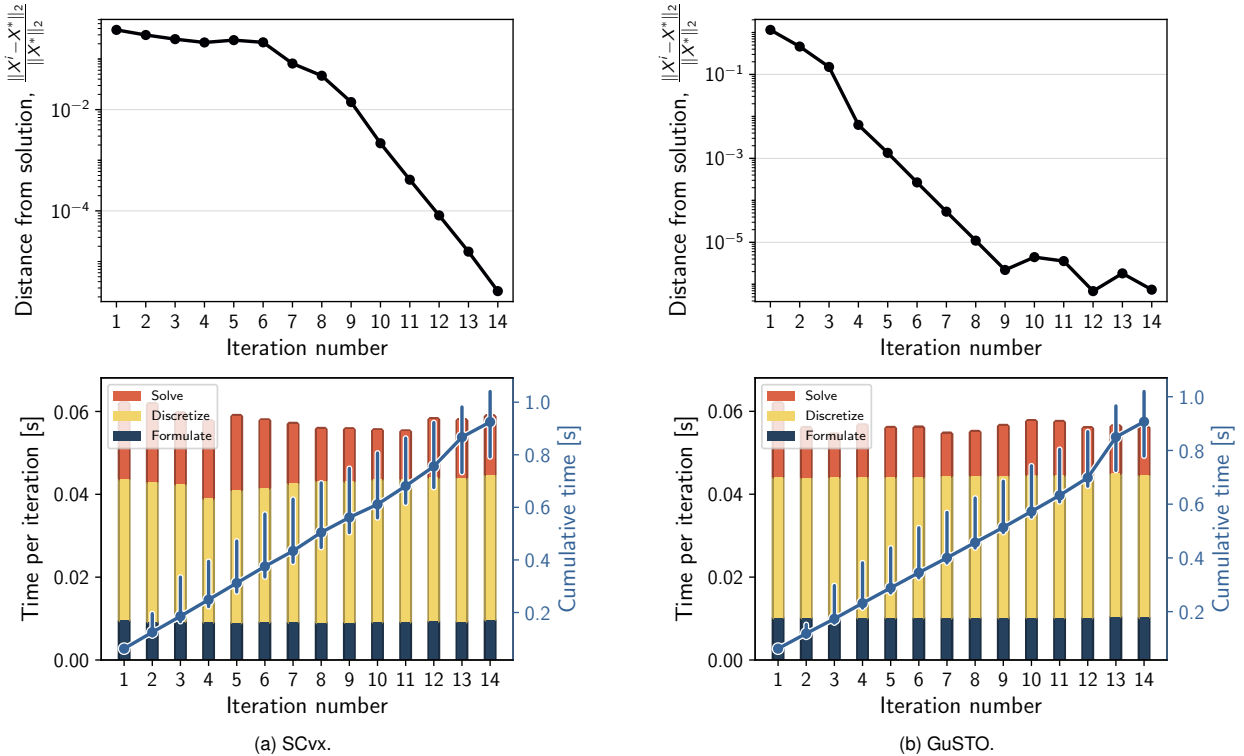 Distance from solution, ||X^i − X^*||_2 / ||X^*||_2
10^−2
10^−4
1 2 3 4 5 6 7 8 9 10 11 12 13 14
Iteration number
Distance from solution, ||X^i − X^*||_2 / ||X^*||_2
10^−1
10^−3
10^−5
1 2 3 4 5 6 7 8 9 10 11 12 13 14
Iteration number
Time per iteration [s]
0.06
0.04
0.02
0.00
Solve
Discretize
Formulate
1.0
0.8
0.6
0.4
0.2
Cumulative time [s]
1 2 3 4 5 6 7 8 9 10 11 12 13 14
Iteration number
(a) SCvx.
Time per iteration [s]
0.06
0.04
0.02
0.00
Solve
Discretize
Formulate
1.0
0.8
0.6
0.4
0.2
Cumulative time [s]
1 2 3 4 5 6 7 8 9 10 11 12 13 14
Iteration number
(b) GuSTO.